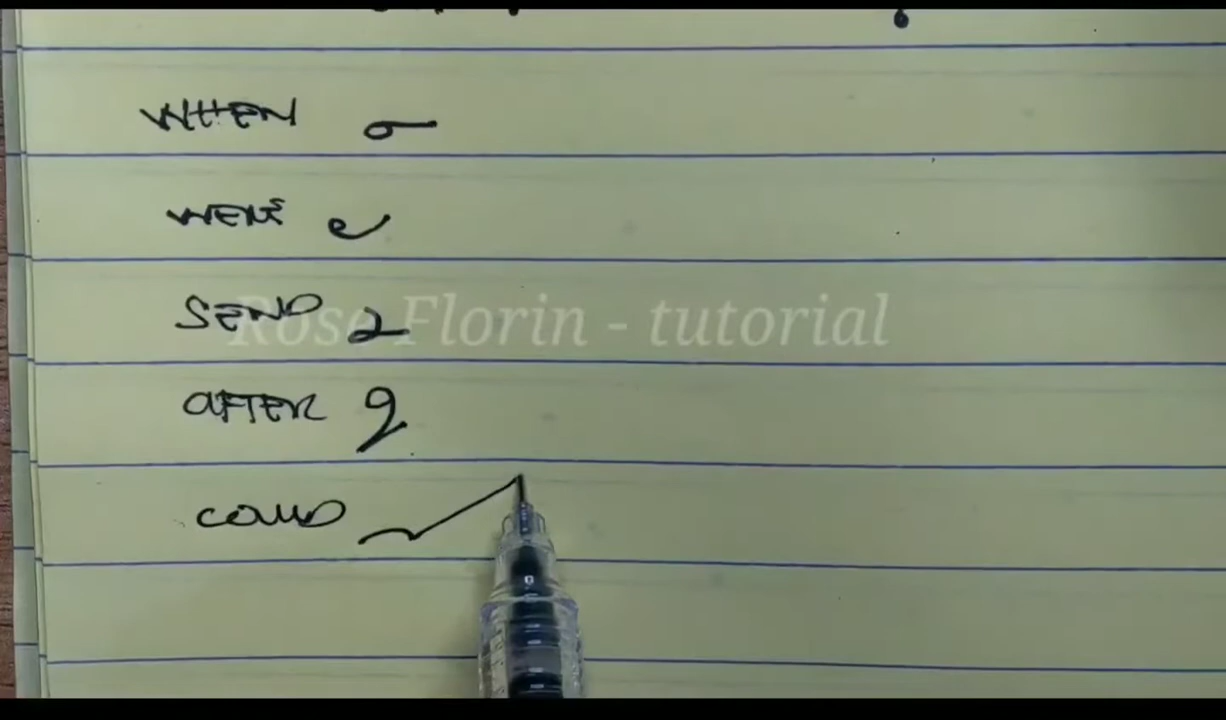 WHEN
WERE
SEND
Rose Florin - tutorial
AFTER
COULD